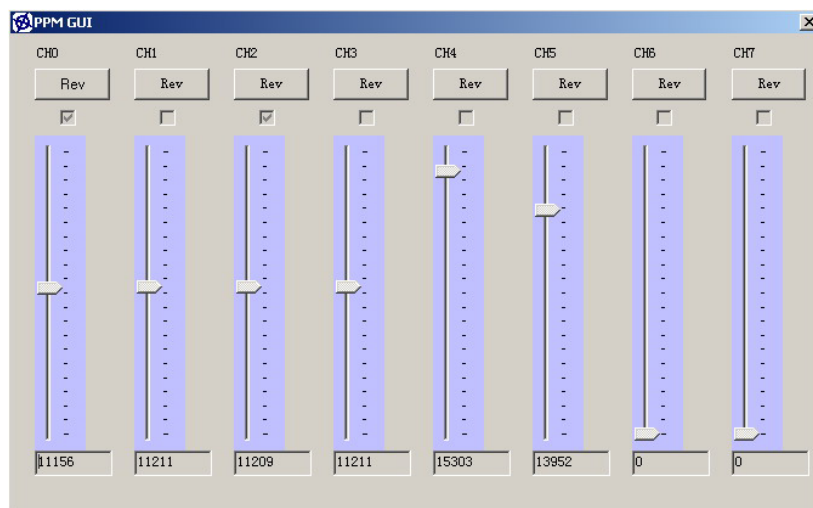 PPM GUI
CH0 CH1 CH2 CH3 CH4 CH5 CH6 CH7
Rev Rev Rev Rev Rev Rev Rev Rev
11156 11211 11209 11211 15303 13952 0 0